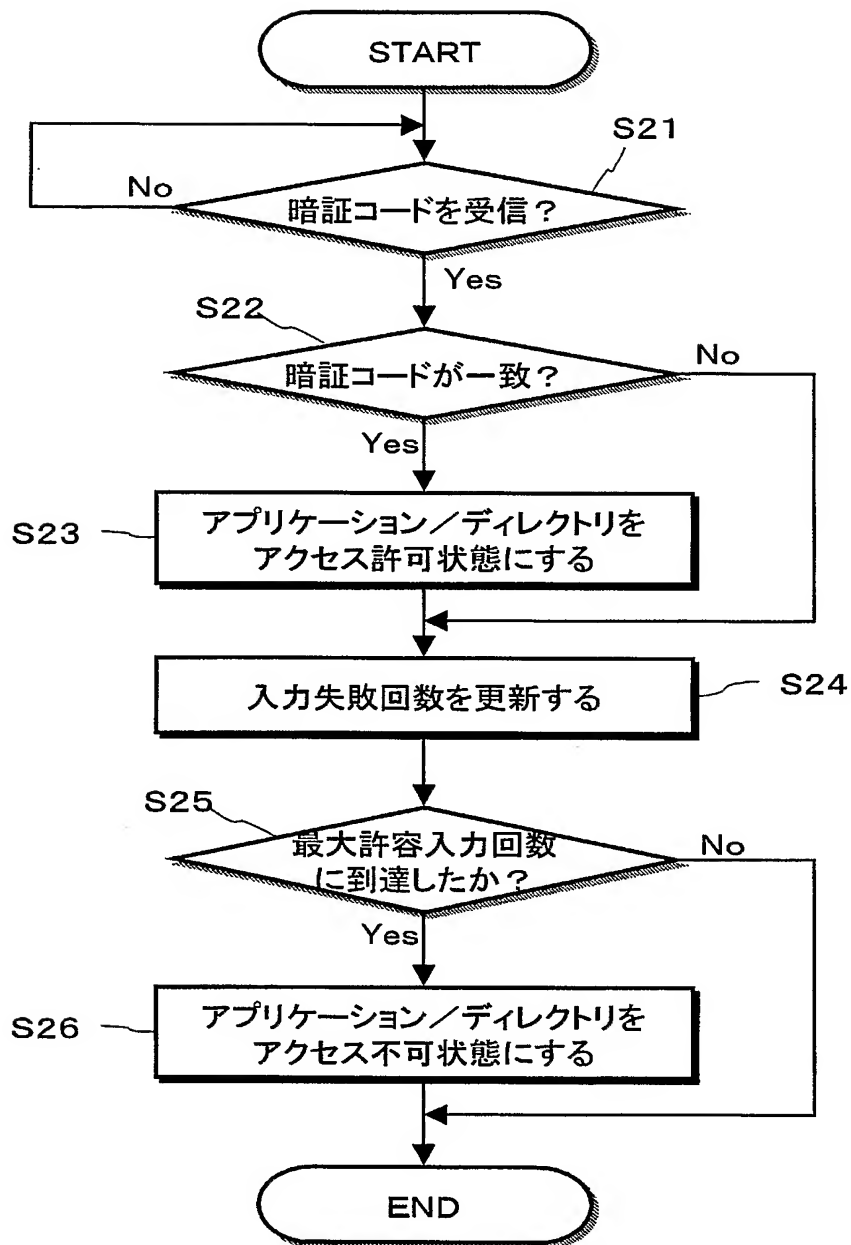 START
S21
No
暗証コードを受信？
Yes
S22
No
暗証コードが一致？
Yes
S23
アプリケーション／ディレクトリを
アクセス許可状態にする
入力失敗回数を更新する
S24
S25
最大許容入力回数
に到達したか？
No
Yes
S26
アプリケーション／ディレクトリを
アクセス不可状態にする
END